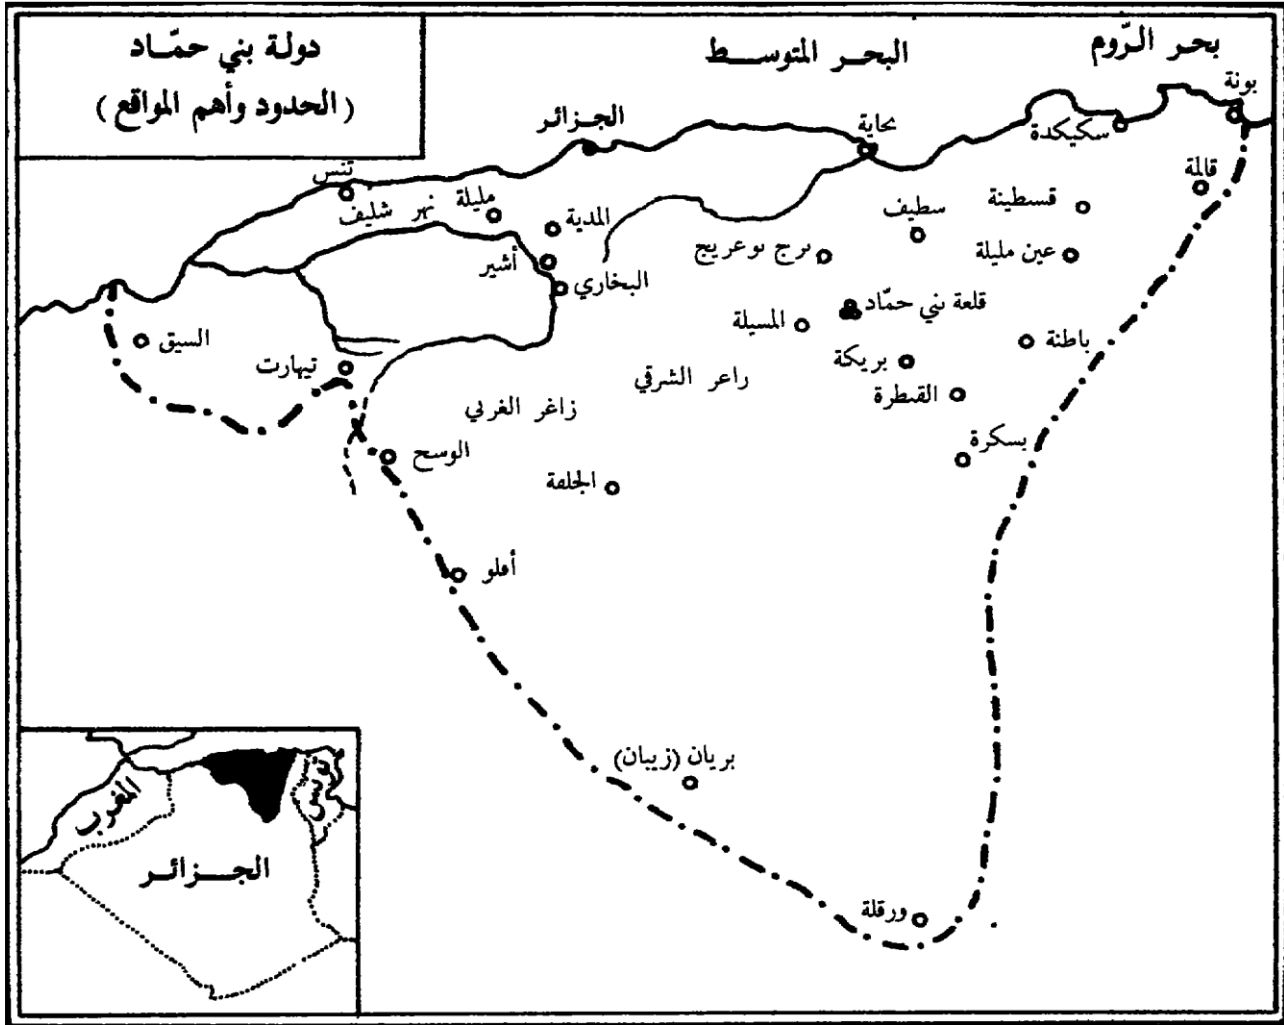 دولة بني حمّاد
(الحدود وأهم المواقع)
البحر المتوسط
بحر الرّوم
بونة
سكيكدة
بحاية
الجزائر
تنس
قالمة
مليلة
نهر شليف
المدية
سطيف
قسطينة
أشير
البخاري
برج بوعريج
عين مليلة
قلعة بني حمّاد
المسيلة
السيق
باطنة
بريكة
تيهارت
راعر الشرقي
القنطرة
زاغر الغربي
بسكرة
الوسح
الجلفة
أفلو
بريان (زيبان)
ورقلة
المغرب
تونس
الجزائر